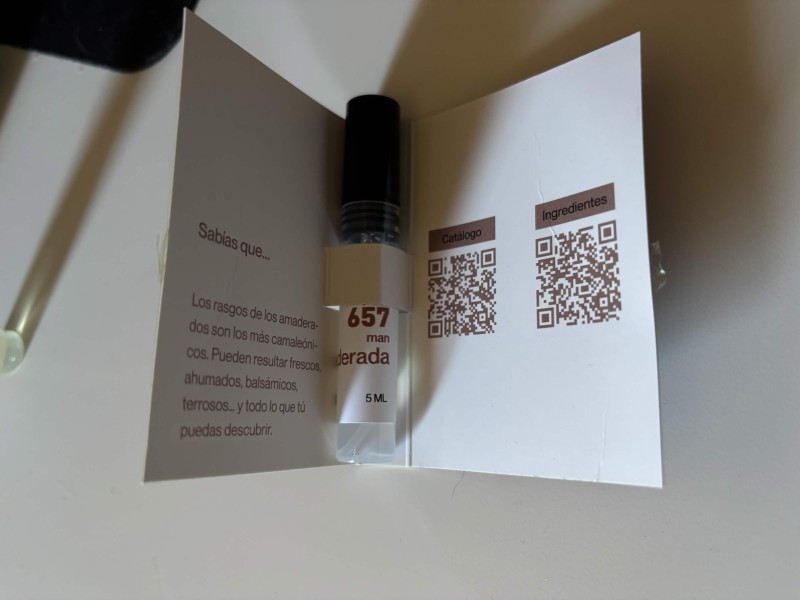 Sabías que...
Los rasgos de los amadera-
dos son los más camaleóni-
cos. Pueden resultar frescos,
ahumados, balsámicos,
terrosos... y todo lo que tú
puedas descubrir.
657
man
derada
5 ML
Catálogo
Ingredientes